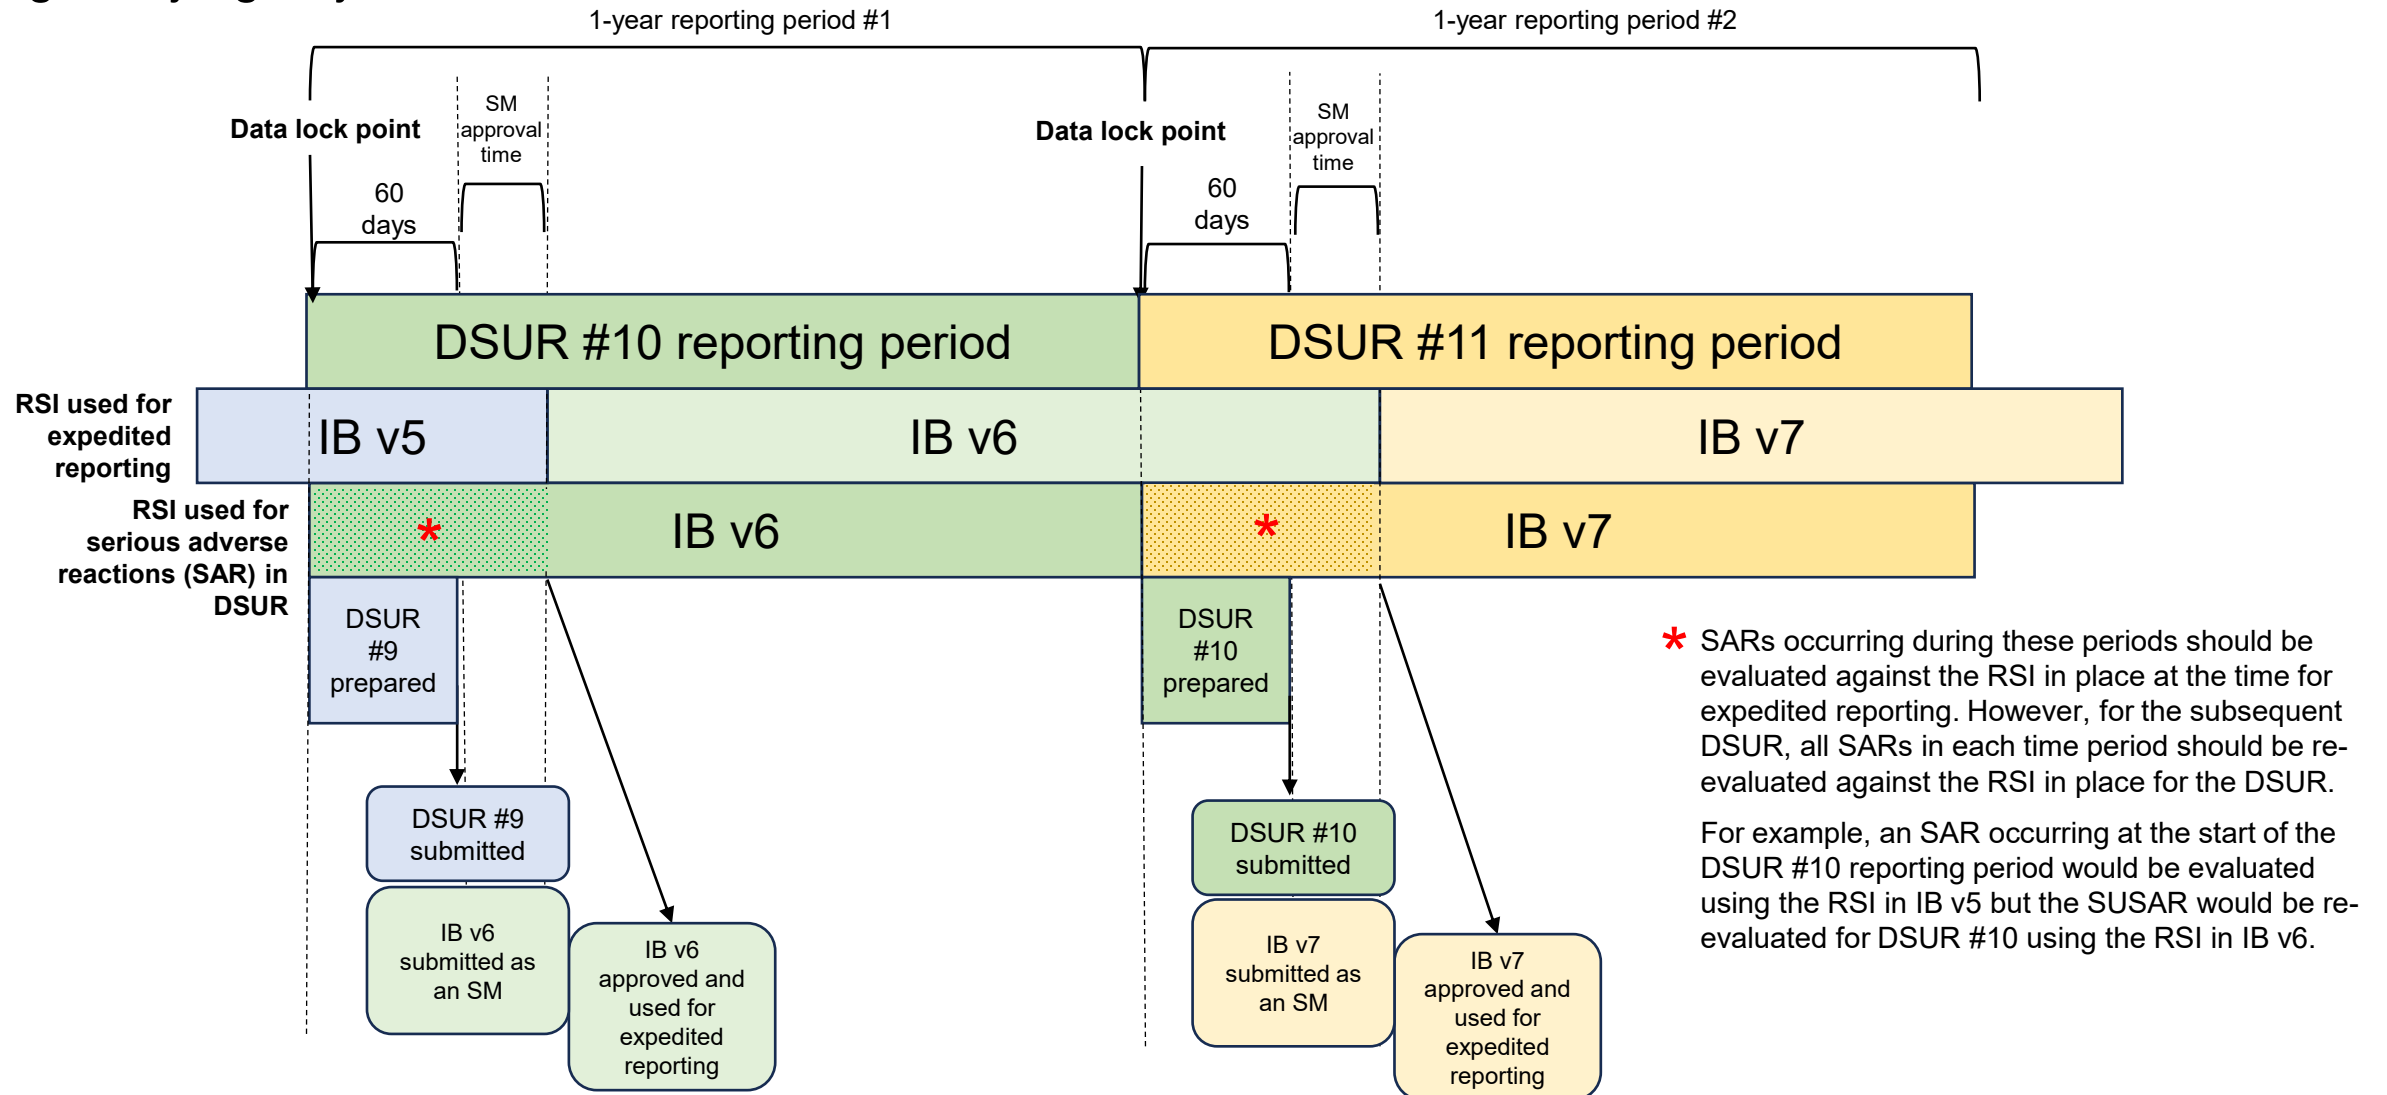 1-year reporting period #1
1-year reporting period #2
Data lock point
SM
approval
time
60
days
Data lock point
SM
approval
time
60
days
DSUR #10 reporting period
DSUR #11 reporting period
RSI used for
expedited
reporting
IB v5
IB v6
IB v7
RSI used for
serious adverse
reactions (SAR) in
DSUR
*
IB v6
*
IB v7
DSUR
#9
prepared
DSUR
#10
prepared
DSUR #9
submitted
IB v6
submitted as
an SM
IB v6
approved and
used for
expedited
reporting
DSUR #10
submitted
IB v7
submitted as
an SM
IB v7
approved and
used for
expedited
reporting
* SARs occurring during these periods should be
evaluated against the RSI in place at the time for
expedited reporting. However, for the subsequent
DSUR, all SARs in each time period should be re-
evaluated against the RSI in place for the DSUR.
For example, an SAR occurring at the start of the
DSUR #10 reporting period would be evaluated
using the RSI in IB v5 but the SUSAR would be re-
evaluated for DSUR #10 using the RSI in IB v6.